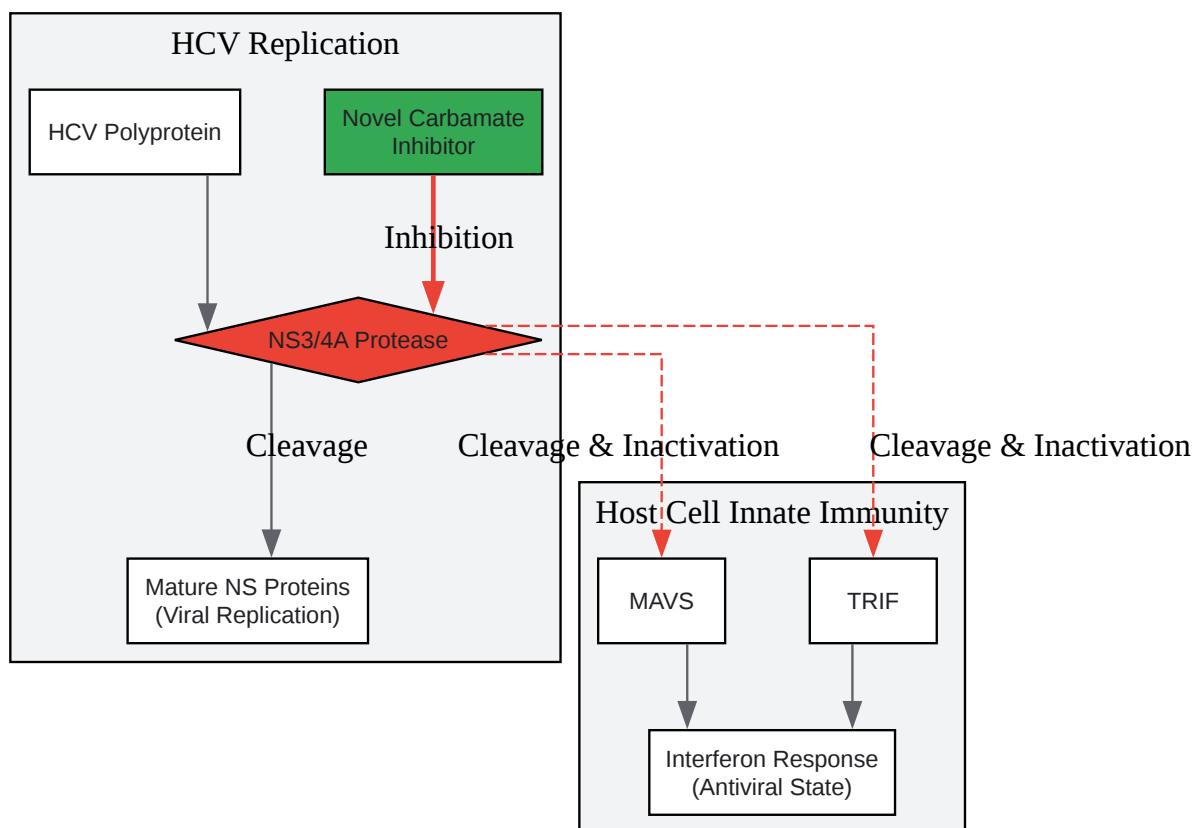 HCV Replication
HCV Polyprotein
Novel Carbamate
Inhibitor
Inhibition
NS3/4A Protease
Cleavage
Cleavage & Inactivation
Cleavage & Inactivation
Host Cell Innate Immunity
Mature NS Proteins
(Viral Replication)
MAVS
TRIF
Interferon Response
(Antiviral State)